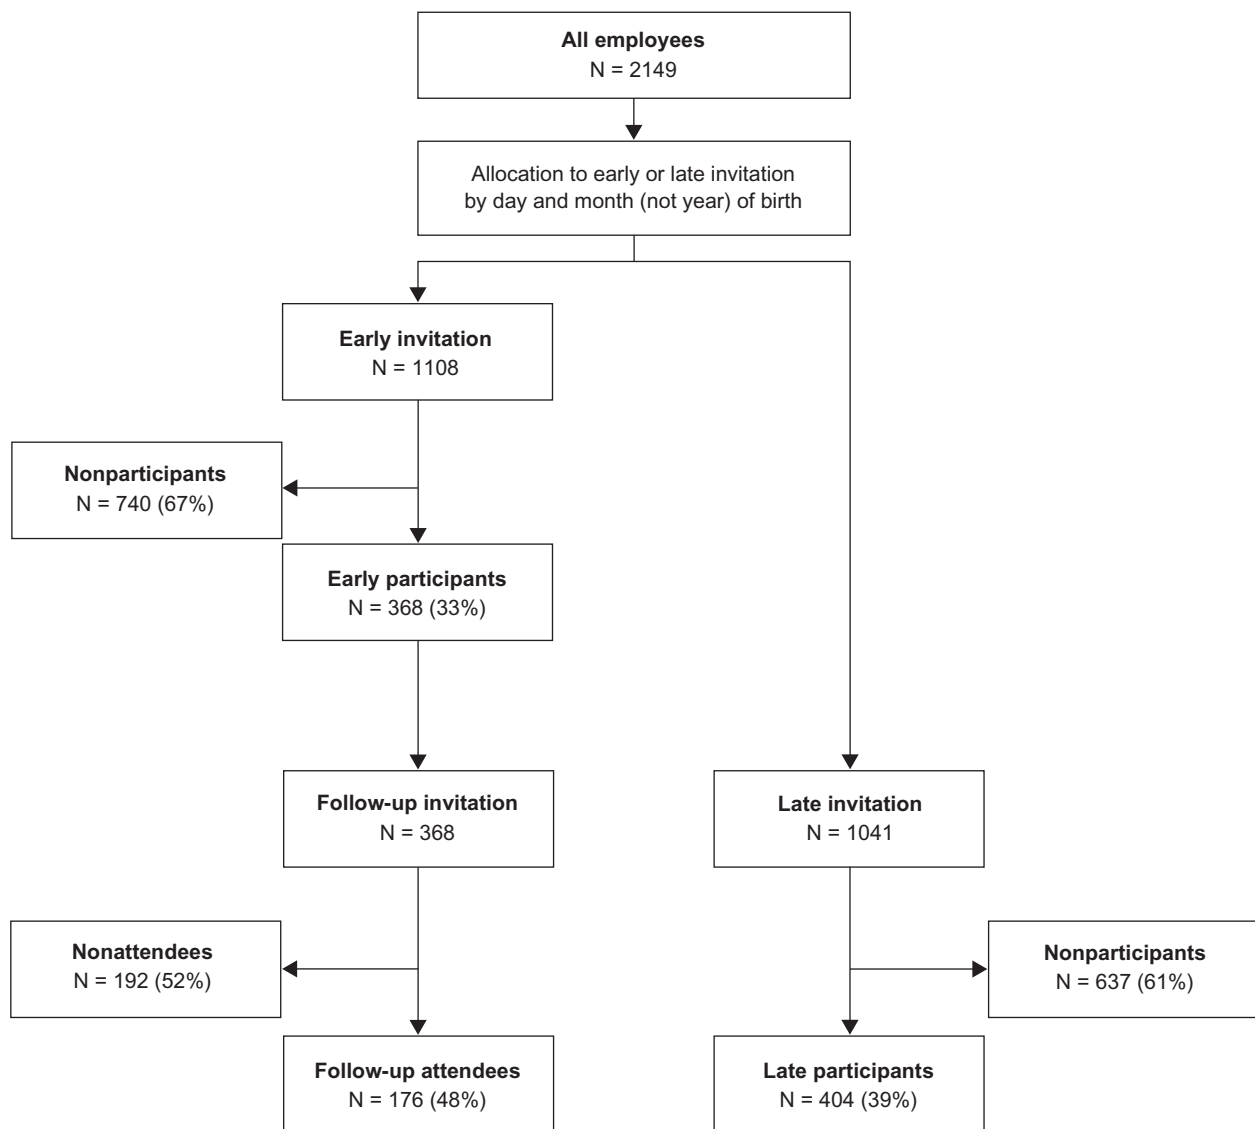 All employees
N = 2149
Allocation to early or late invitation
by day and month (not year) of birth
Early invitation
N = 1108
Nonparticipants
N = 740 (67%)
Early participants
N = 368 (33%)
Follow-up invitation
N = 368
Late invitation
N = 1041
Nonattendees
N = 192 (52%)
Nonparticipants
N = 637 (61%)
Follow-up attendees
N = 176 (48%)
Late participants
N = 404 (39%)